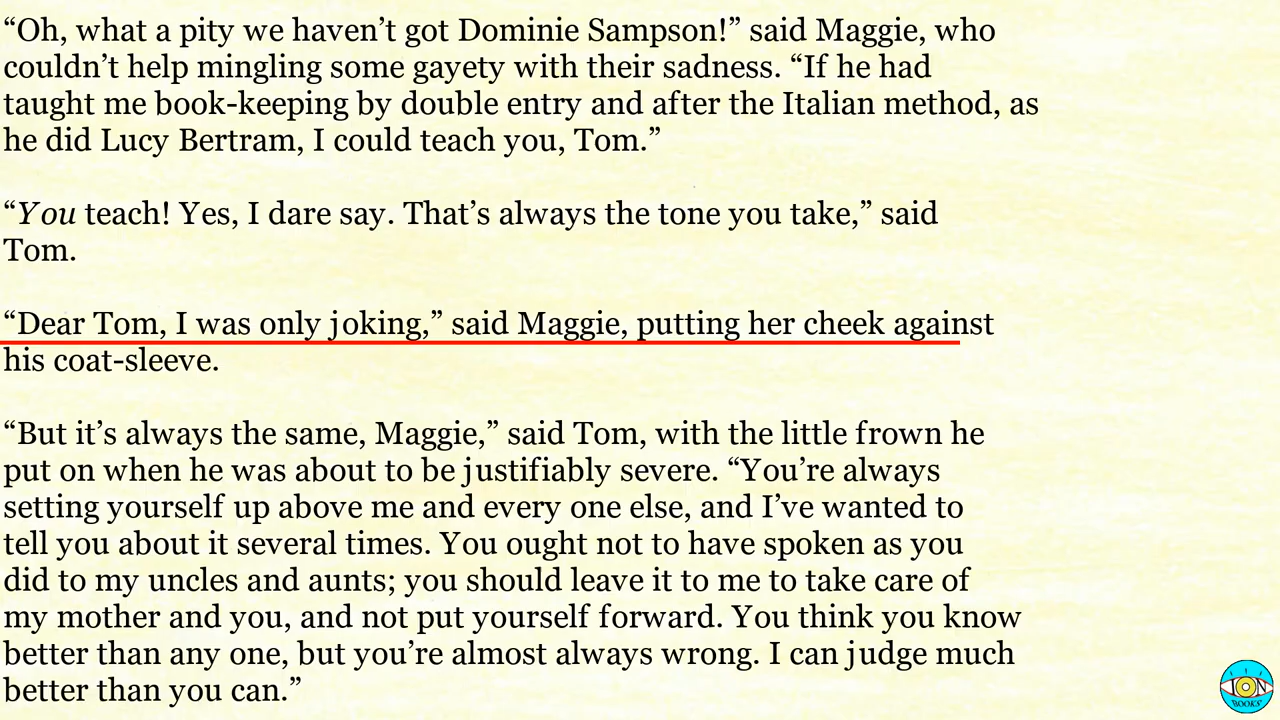 “Oh, what a pity we haven’t got Dominie Sampson!” said Maggie, who
couldn’t help mingling some gayety with their sadness. “If he had
taught me book-keeping by double entry and after the Italian method, as
he did Lucy Bertram, I could teach you, Tom.”
“You teach! Yes, I dare say. That’s always the tone you take,” said
Tom.
“Dear Tom, I was only joking,” said Maggie, putting her cheek against
his coat-sleeve.
“But it’s always the same, Maggie,” said Tom, with the little frown he
put on when he was about to be justifiably severe. “You’re always
setting yourself up above me and every one else, and I’ve wanted to
tell you about it several times. You ought not to have spoken as you
did to my uncles and aunts; you should leave it to me to take care of
my mother and you, and not put yourself forward. You think you know
better than any one, but you’re almost always wrong. I can judge much
better than you can.”
ION
BOOKS